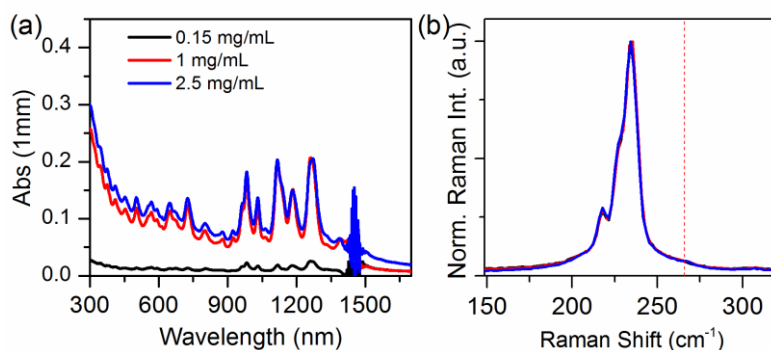 (a)
0.15 mg/mL
1 mg/mL
2.5 mg/mL
Abs (1mm)
0.4
0.3
0.2
0.1
0.0
300 600 900 1200 1500
Wavelength (nm)
(b)
Norm. Raman Int. (a.u.)
150 200 250 300
Raman Shift (cm⁻¹)